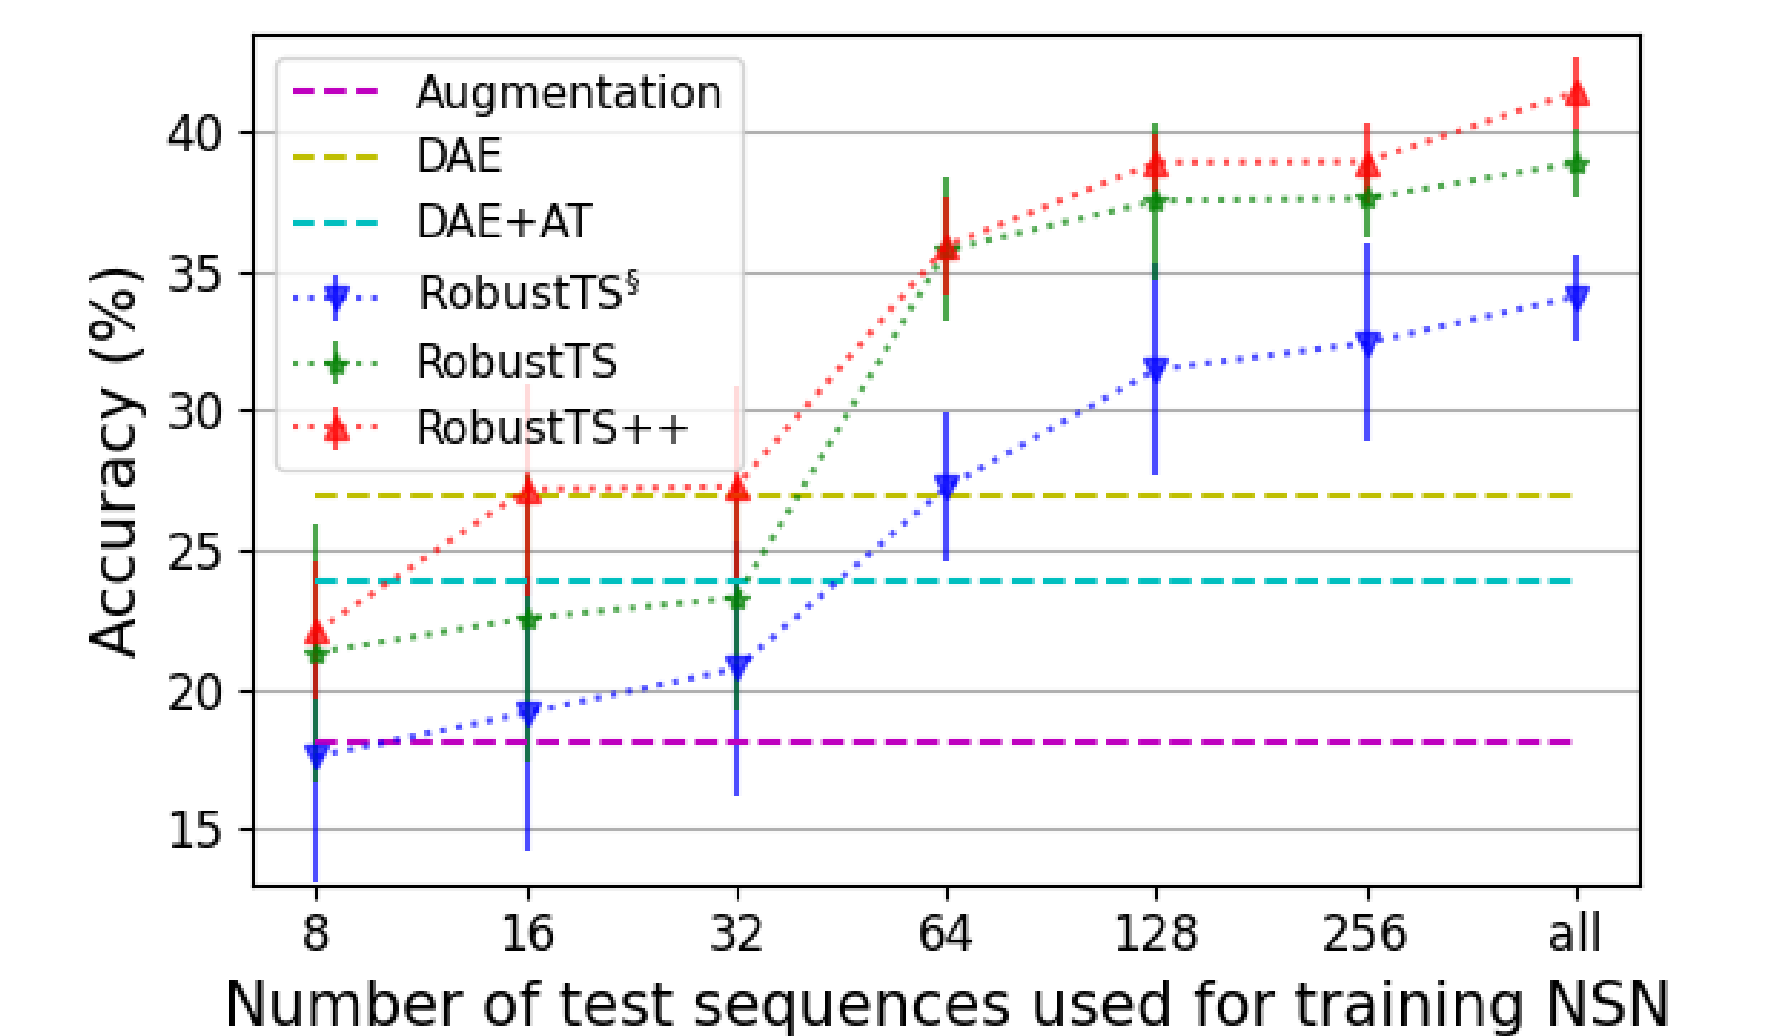 Augmentation
DAE
DAE+AT
RobustTS§
RobustTS
RobustTS++
Accuracy (%)
40
35
30
25
20
15
8 16 32 64 128 256 all
Number of test sequences used for training NSN